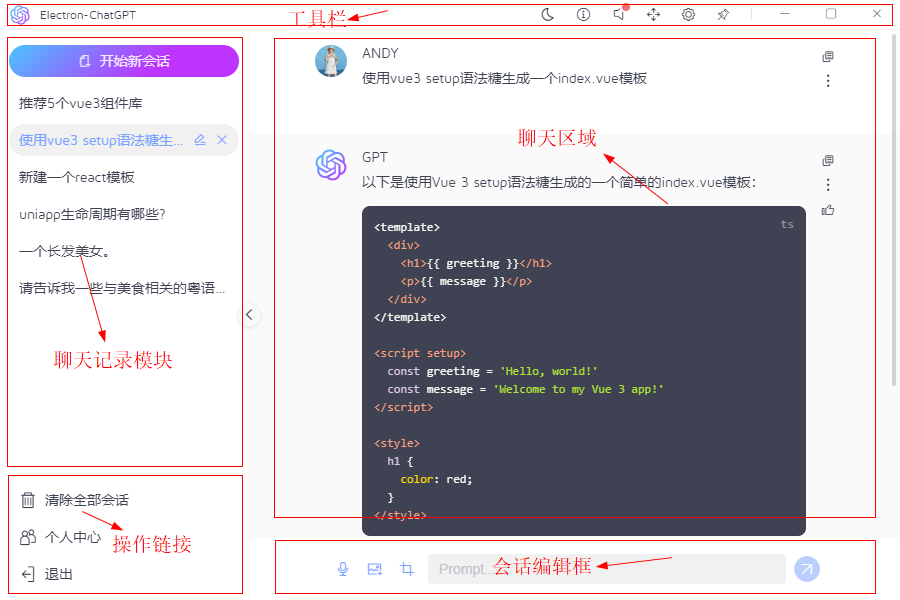 Electron-ChatGPT
工具栏
开始新会话
推荐5个vue3组件库
使用vue3 setup语法糖生...
新建一个react模板
uniapp生命周期有哪些?
一个长发美女。
请告诉我一些与美食相关的粤语...
聊天记录模块
清除全部会话
个人中心
操作链接
退出
ANDY
使用vue3 setup语法糖生成一个index.vue模板
聊天区域
GPT
以下是使用Vue 3 setup语法糖生成的一个简单的index.vue模板：
ts
<template>
<div>
<h1>{{ greeting }}</h1>
<p>{{ message }}</p>
</div>
</template>
<script setup>
const greeting = 'Hello, world!'
const message = 'Welcome to my Vue 3 app!'
</script>
<style>
h1 {
color: red;
}
</style>
Prompt...
会话编辑框